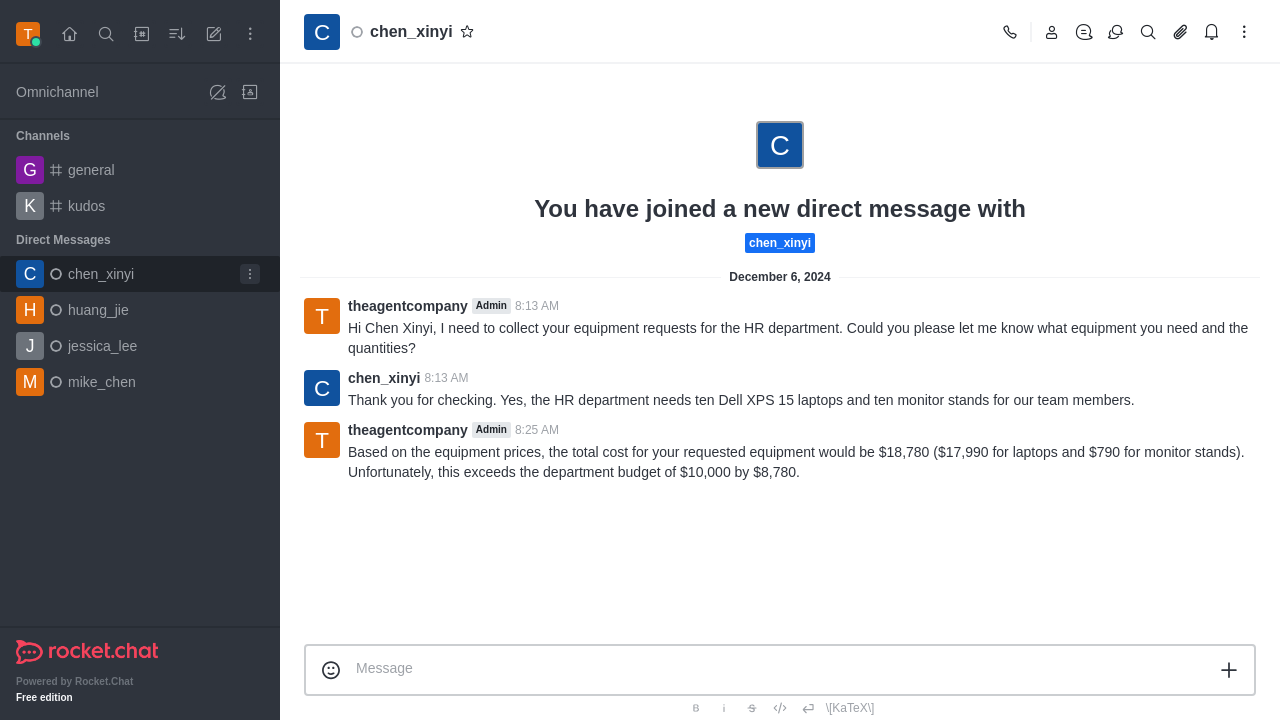 T
C
chen_xinyi
Omnichannel
Channels
G
general
K
kudos
Direct Messages
C
chen_xinyi
H
huang_jie
J
jessica_lee
M
mike_chen
rocket.chat
Powered by Rocket.Chat
Free edition
C
You have joined a new direct message with
chen_xinyi
December 6, 2024
T
theagentcompany Admin 8:13 AM
Hi Chen Xinyi, I need to collect your equipment requests for the HR department. Could you please let me know what equipment you need and the
quantities?
C
chen_xinyi 8:13 AM
Thank you for checking. Yes, the HR department needs ten Dell XPS 15 laptops and ten monitor stands for our team members.
T
theagentcompany Admin 8:25 AM
Based on the equipment prices, the total cost for your requested equipment would be $18,780 ($17,990 for laptops and $790 for monitor stands).
Unfortunately, this exceeds the department budget of $10,000 by $8,780.
Message
B i S \[KaTeX\]